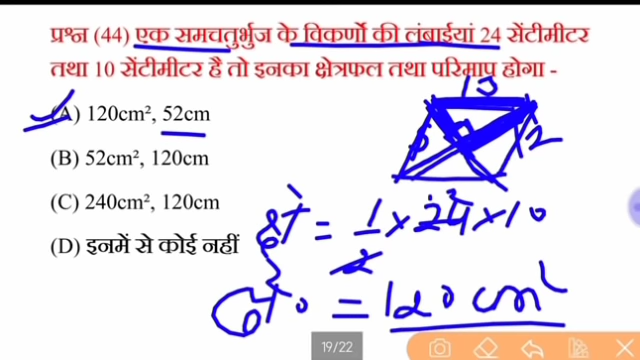 प्रश्न (44) एक समचतुर्भुज के विकर्णो की लंबाईयां 24 सेंटीमीटर
तथा 10 सेंटीमीटर है तो इनका क्षेत्रफल तथा परिमाप होगा -
(A) 120cm², 52cm
(B) 52cm², 120cm
(C) 240cm², 120cm
(D) इनमें से कोई नहीं
13
12
= 1/2 × 24 × 10
= 120 cm²
19/22